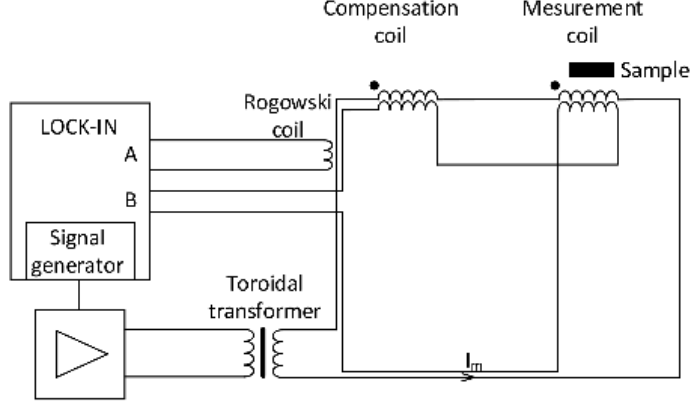 Compensation
coil
Mesurement
coil
Sample
Rogowski
coil
LOCK-IN
A
B
Signal
generator
Toroidal
transformer
Im